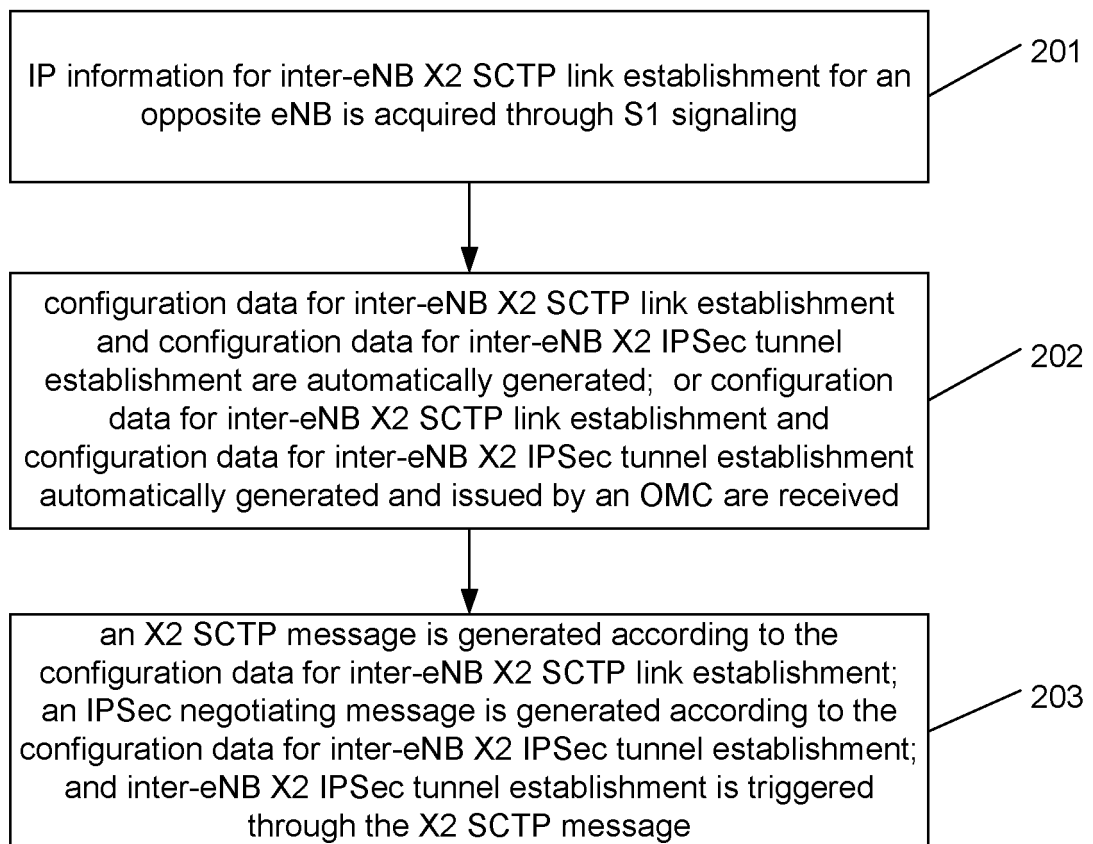 IP information for inter-eNB X2 SCTP link establishment for an
opposite eNB is acquired through S1 signaling
201
configuration data for inter-eNB X2 SCTP link establishment
and configuration data for inter-eNB X2 IPSec tunnel
establishment are automatically generated; or configuration
data for inter-eNB X2 SCTP link establishment and
configuration data for inter-eNB X2 IPSec tunnel establishment
automatically generated and issued by an OMC are received
202
an X2 SCTP message is generated according to the
configuration data for inter-eNB X2 SCTP link establishment;
an IPSec negotiating message is generated according to the
configuration data for inter-eNB X2 IPSec tunnel establishment;
and inter-eNB X2 IPSec tunnel establishment is triggered
through the X2 SCTP message
203